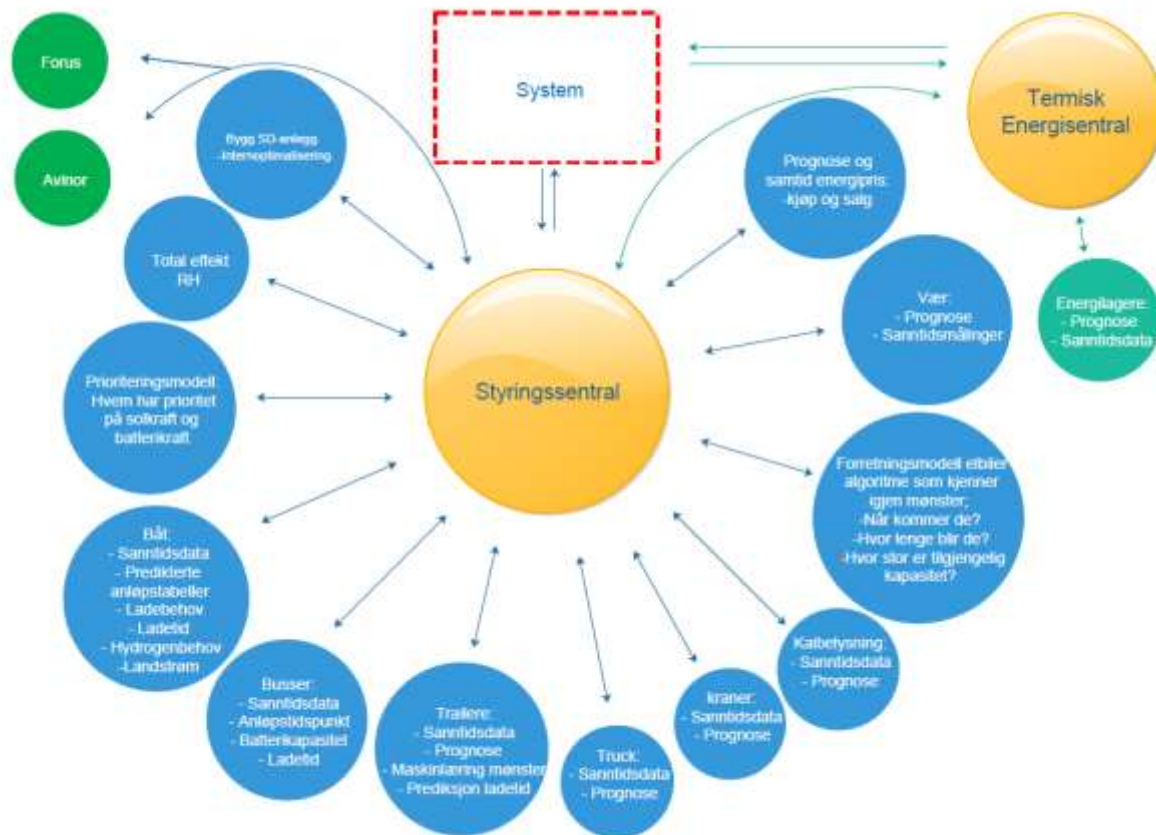 Forus
Avinor
System
Termisk
Energisentral
Bygg SD-anlegg
-Internoptimalisering
Prognose og
samtid energipris:
-kjøp og salg
Total effekt
RH
Vær:
- Prognose
- Sanntidsmålinger
Energilagere:
- Prognose
- Sanntidsdata
Styringssentral
Prioriteringsmodell
Hvem har prioritet
på solkraft og
batterikraft
Forretningsmodell elbiler
algoritme som kjenner
igjen mønster;
-Når kommer de?
-Hvor lenge blir de?
-Hvor stor er tilgjengelig
kapasitet?
Båt:
- Sanntidsdata
- Predikterte
anløpstabeller
- Ladebehov
- Ladetid
- Hydrogenbehov
-Landstrøm
Busser:
- Sanntidsdata
- Anløpstidspunkt
- Batterikapasitet
- Ladetid
Trailere:
- Sanntidsdata
- Prognose
- Maskinlæring mønster
- Prediksjon ladetid
Truck:
- Sanntidsdata
- Prognose
kraner:
- Sanntidsdata
- Prognose
Kaibelysning:
- Sanntidsdata
- Prognose